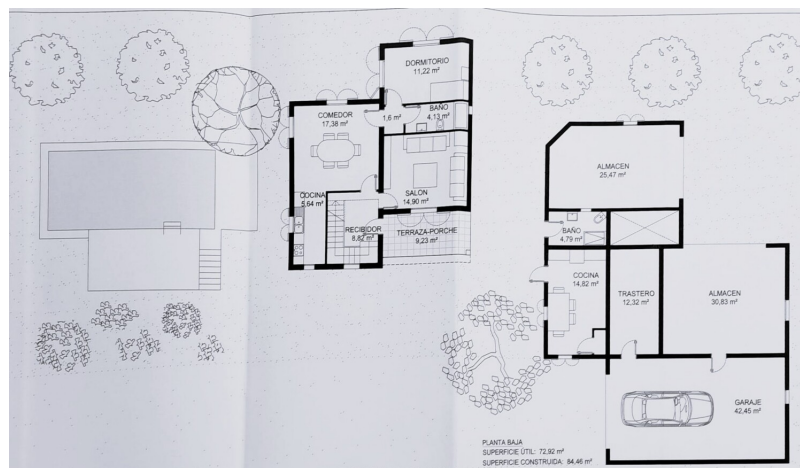 DORMITORIO
11,22 m²
BAÑO
4,13 m²
COMEDOR
17,38 m²
1,6 m²
COCINA
5,64 m²
SALON
14,90 m²
RECIBIDOR
8,82 m²
TERRAZA-PORCHE
9,23 m²
ALMACEN
25,47 m²
BAÑO
4,79 m²
COCINA
14,82 m²
TRASTERO
12,32 m²
ALMACEN
30,83 m²
GARAJE
42,45 m²
PLANTA BAJA
SUPERFICIE ÚTIL: 72,92 m²
SUPERFICIE CONSTRUIDA: 84,46 m²